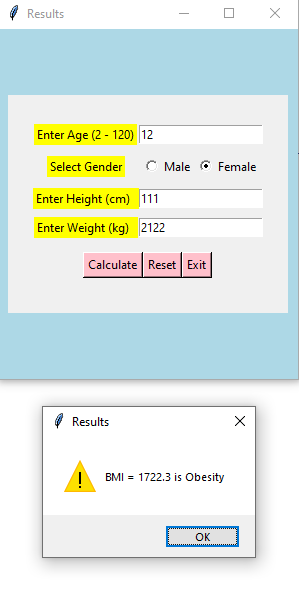 Results
Enter Age (2 - 120) 12
Select Gender Male Female
Enter Height (cm) 111
Enter Weight (kg) 2122
Calculate Reset Exit
Results
BMI = 1722.3 is Obesity
OK